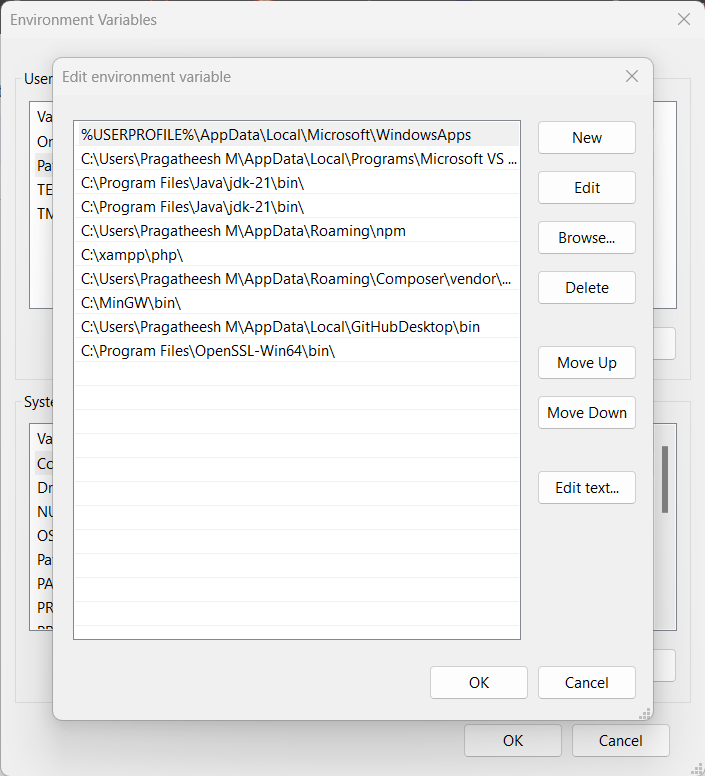 Environment Variables
User
Edit environment variable
Va
Or
Pa
TE
TM
%USERPROFILE%\AppData\Local\Microsoft\WindowsApps
C:\Users\Pragatheesh M\AppData\Local\Programs\Microsoft VS ...
C:\Program Files\Java\jdk-21\bin\
C:\Program Files\Java\jdk-21\bin\
C:\Users\Pragatheesh M\AppData\Roaming\npm
C:\xampp\php\
C:\Users\Pragatheesh M\AppData\Roaming\Composer\vendor\...
C:\MinGW\bin\
C:\Users\Pragatheesh M\AppData\Local\GitHubDesktop\bin
C:\Program Files\OpenSSL-Win64\bin\
New
Edit
Browse...
Delete
Move Up
Move Down
Edit text...
Syste
Va
Co
Dr
NU
OS
Pa
PA
PR
OK
Cancel
OK
Cancel